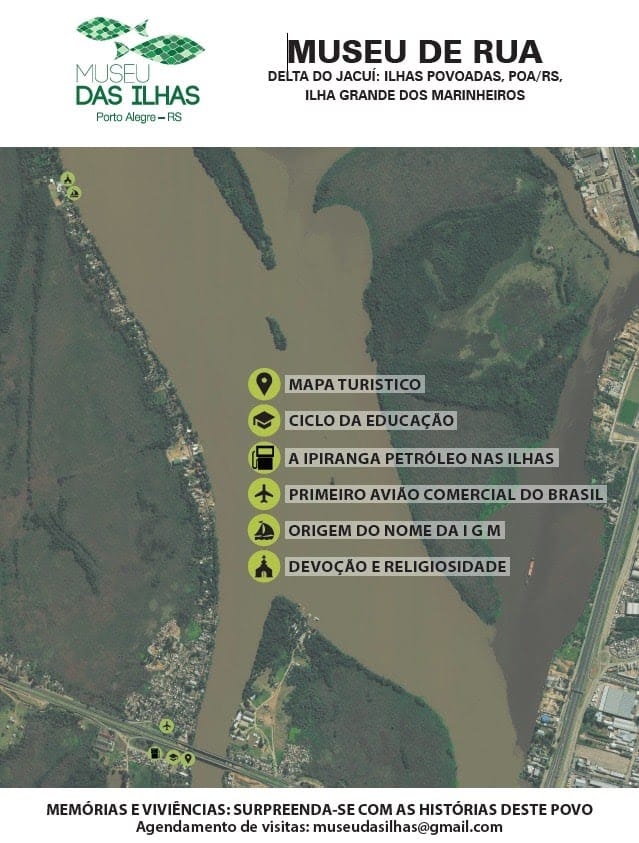 MUSEU
DAS ILHAS
Porto Alegre – RS
MUSEU DE RUA
DELTA DO JACUÍ: ILHAS POVOADAS, POA/RS,
ILHA GRANDE DOS MARINHEIROS
MAPA TURISTICO
CICLO DA EDUCAÇÃO
A IPIRANGA PETRÓLEO NAS ILHAS
PRIMEIRO AVIÃO COMERCIAL DO BRASIL
ORIGEM DO NOME DA I G M
DEVOÇÃO E RELIGIOSIDADE
MEMÓRIAS E VIVIÊNCIAS: SURPREENDA-SE COM AS HISTÓRIAS DESTE POVO
Agendamento de visitas: museudasilhas@gmail.com